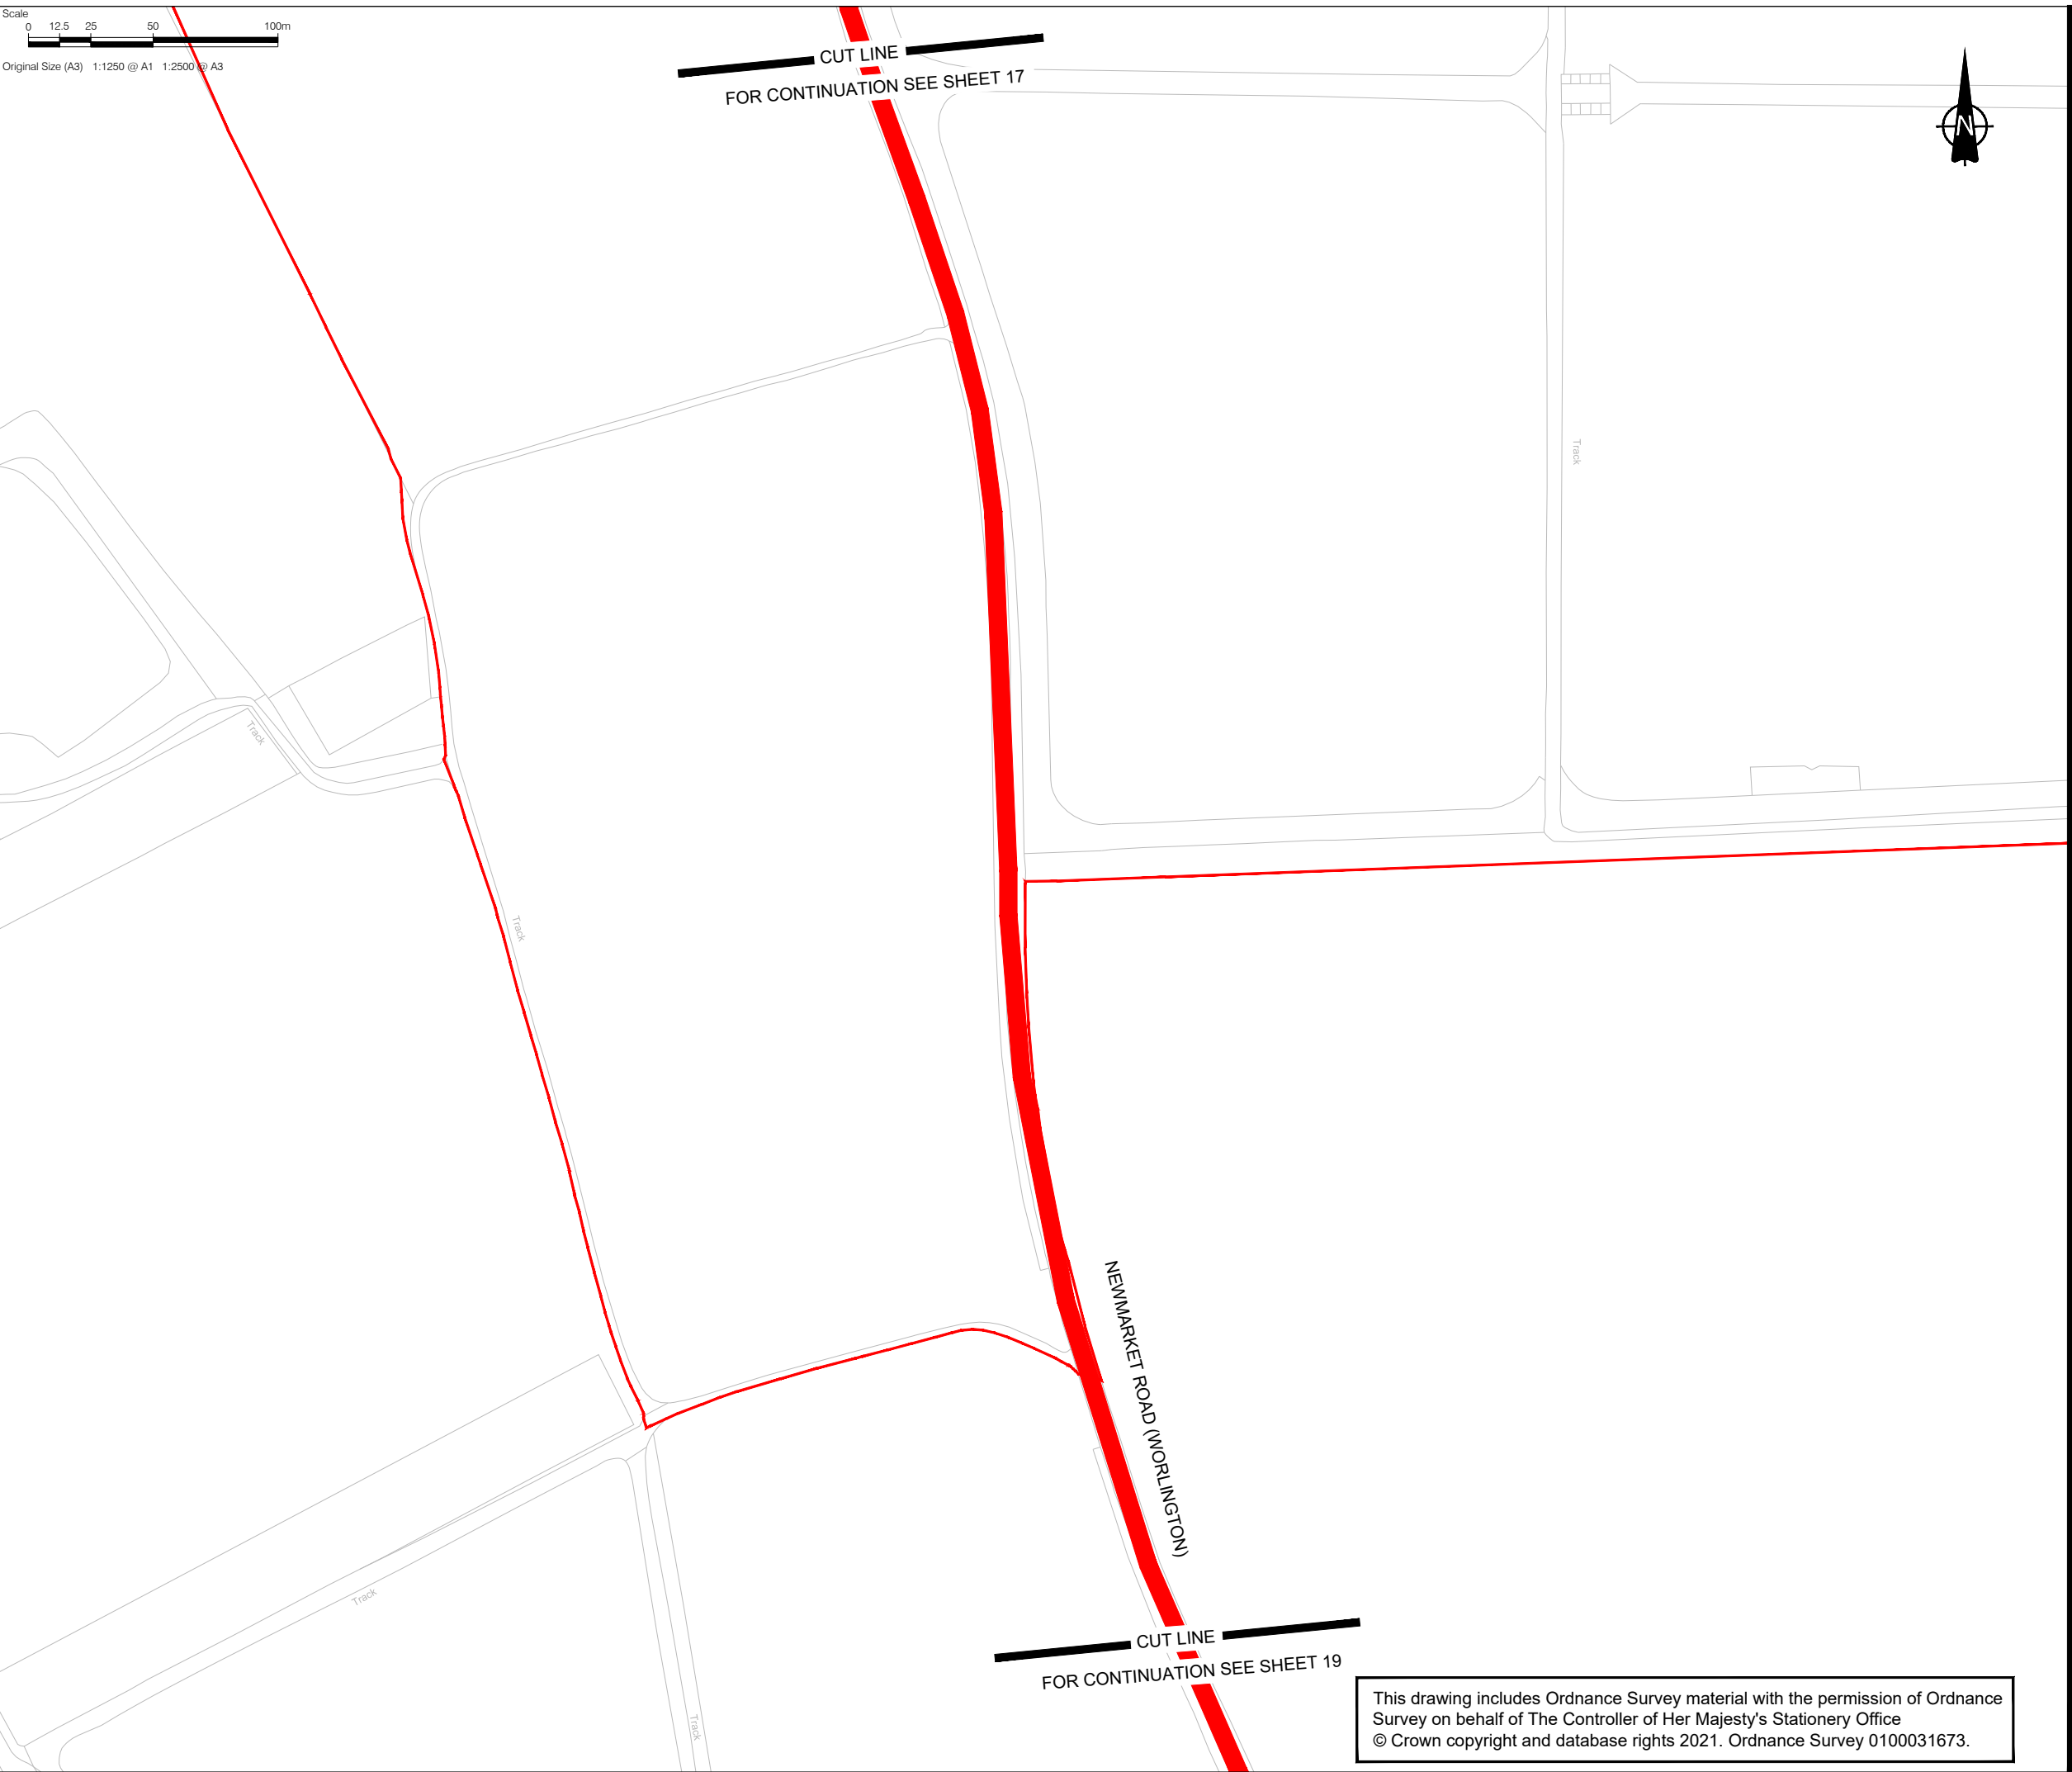 Scale
0 12.5 25 50 100m
Original Size (A3) 1:1250 @ A1 1:2500 @ A3
CUT LINE
FOR CONTINUATION SEE SHEET 17
N
Track
Track
Track
NEWMARKET ROAD (WORLINGTON)
Track
CUT LINE
FOR CONTINUATION SEE SHEET 19
Track
This drawing includes Ordnance Survey material with the permission of Ordnance
Survey on behalf of The Controller of Her Majesty's Stationery Office
© Crown copyright and database rights 2021. Ordnance Survey 0100031673.